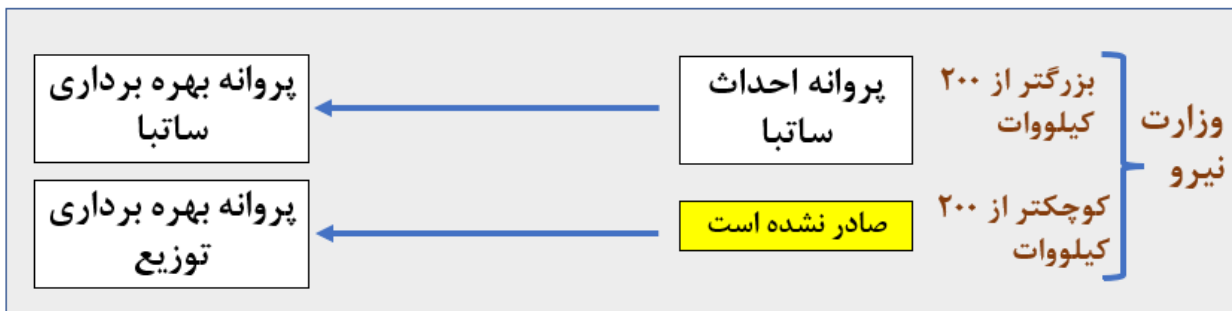 وزارت
نیرو
بزرگتر از ۲۰۰
کیلووات
پروانه احداث
ساتبا
پروانه بهره برداری
ساتبا
کوچکتر از ۲۰۰
کیلووات
صادر نشده است
پروانه بهره برداری
توزیع